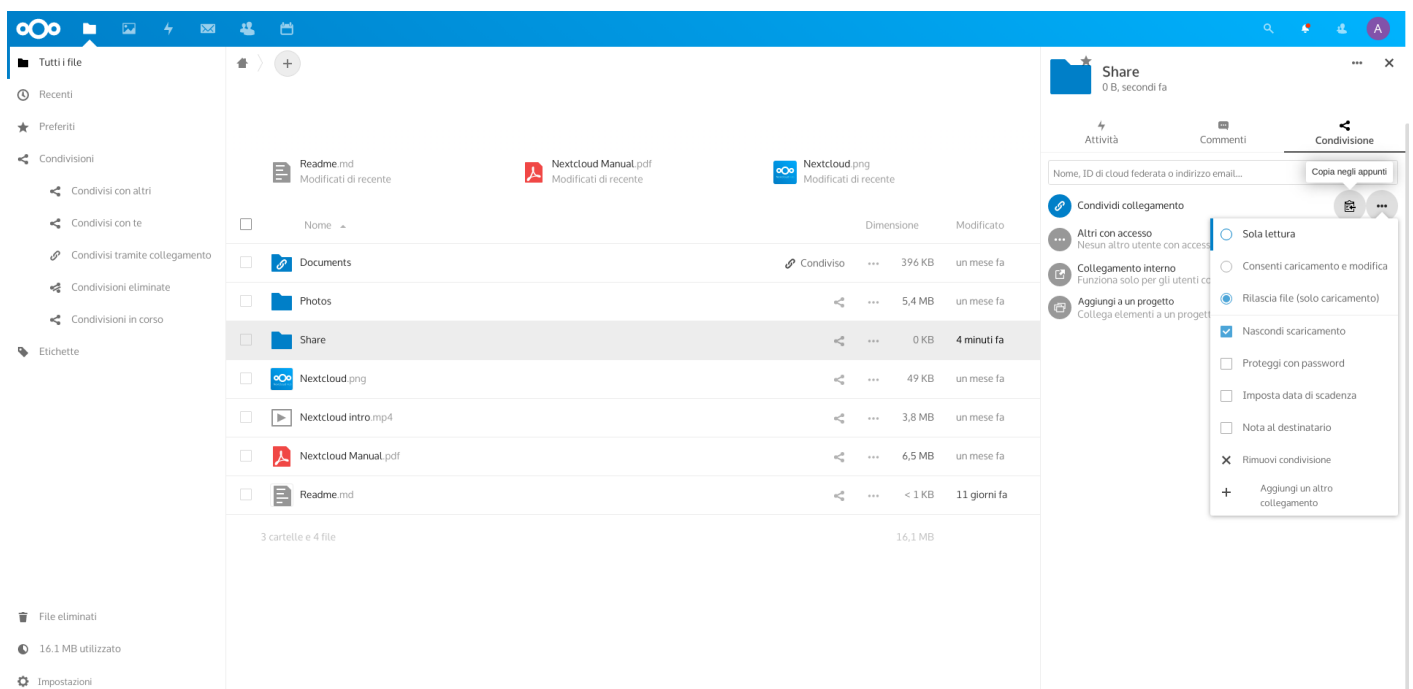 A
Tutti i file
Recenti
Preferiti
Condivisioni
Condivisi con altri
Condivisi con te
Condivisi tramite collegamento
Condivisioni eliminate
Condivisioni in corso
Etichette
File eliminati
16.1 MB utilizzato
Impostazioni
Readme.md
Modificati di recente
Nextcloud Manual.pdf
Modificati di recente
Nextcloud.png
Modificati di recente
Nome Dimensione Modificato
Documents Condiviso 396 KB un mese fa
Photos 5,4 MB un mese fa
Share 0 KB 4 minuti fa
Nextcloud.png 49 KB un mese fa
Nextcloud intro.mp4 3,8 MB un mese fa
Nextcloud Manual.pdf 6,5 MB un mese fa
Readme.md < 1 KB 11 giorni fa
3 cartelle e 4 file 16,1 MB
Share
0 B, secondi fa
Attività Commenti Condivisione
Nome, ID di cloud federata o indirizzo email...
Copia negli appunti
Condividi collegamento
Altri con accesso
Nesun altro utente con access
Collegamento interno
Funziona solo per gli utenti co
Aggiungi a un progetto
Collega elementi a un progett
Sola lettura
Consenti caricamento e modifica
Rilascia file (solo caricamento)
Nascondi scaricamento
Proteggi con password
Imposta data di scadenza
Nota al destinatario
Rimuovi condivisione
Aggiungi un altro
collegamento